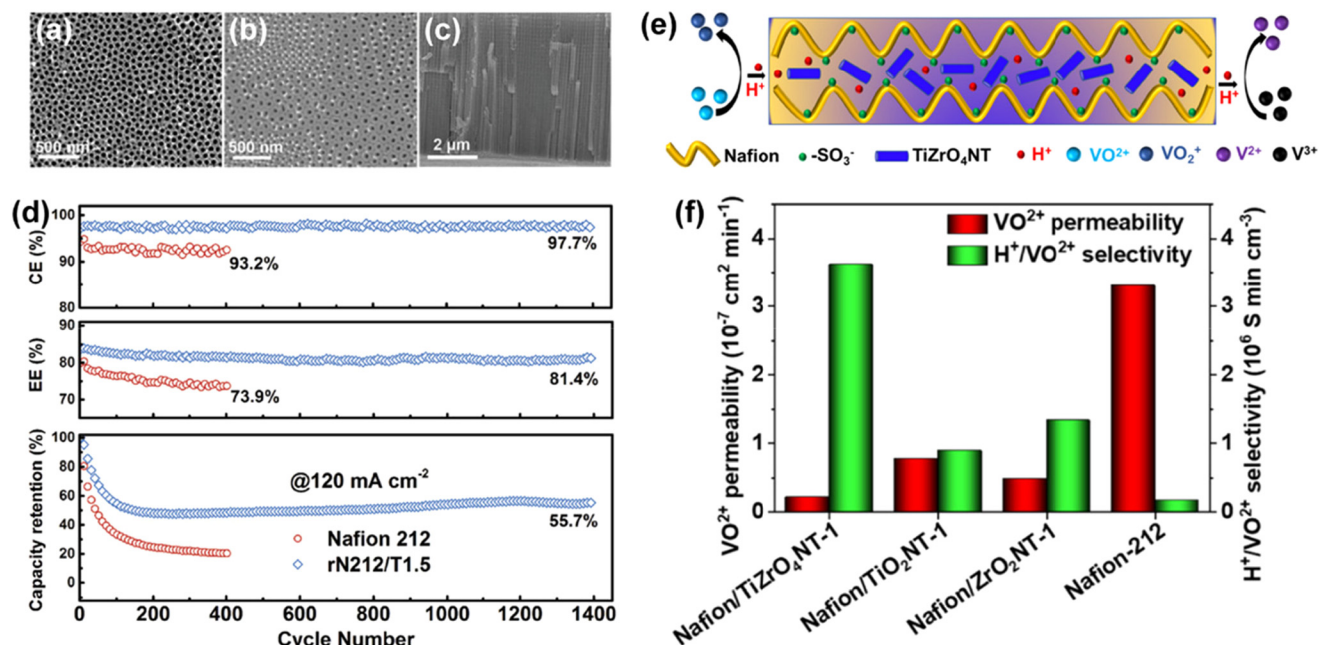 (a)
500 nm
(b)
500 nm
(c)
2 μm
(d)
100
90
80
CE (%)
93.2%
97.7%
90
80
70
EE (%)
73.9%
81.4%
100
80
60
40
20
0
Capacity retention (%)
@120 mA cm⁻²
Nafion 212
rN212/T1.5
55.7%
0 200 400 600 800 1000 1200 1400
Cycle Number
(e)
H⁺
H⁺
Nafion -SO₃⁻ TiZrO₄NT H⁺ VO²⁺ VO₂⁺ V²⁺ V³⁺
(f)
VO²⁺ permeability
H⁺/VO²⁺ selectivity
VO²⁺ permeability (10⁻⁷ cm² min⁻¹)
4
3
2
1
0
H⁺/VO²⁺ selectivity (10⁶ S min cm⁻³)
4
3
2
1
0
Nafion/TiZrO₄NT-1
Nafion/TiO₂NT-1
Nafion/ZrO₂NT-1
Nafion-212